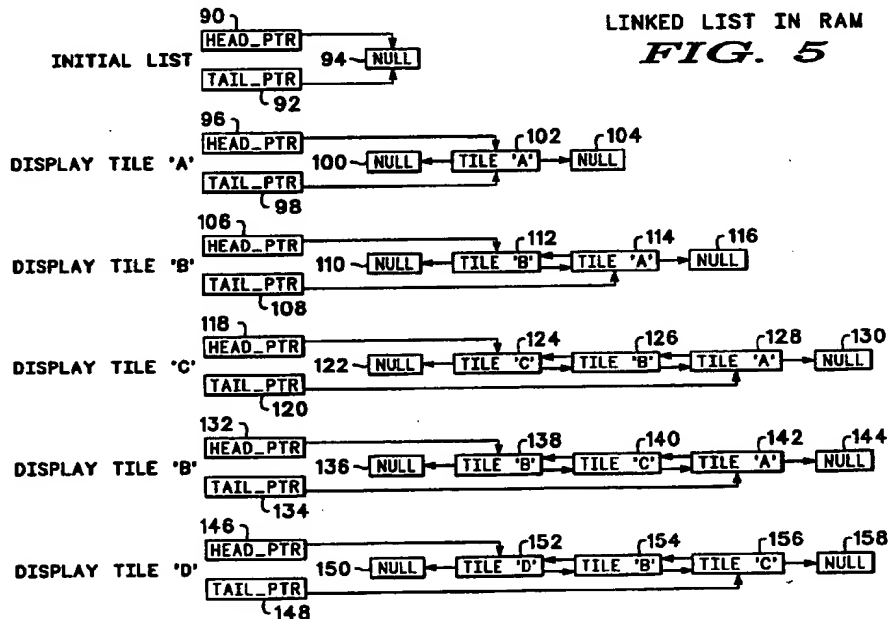 LINKED LIST IN RAM
FIG. 5
90
HEAD_PTR
INITIAL LIST
94 NULL
TAIL_PTR
92
96
HEAD_PTR
102
104
DISPLAY TILE 'A'
100 NULL TILE 'A' NULL
TAIL_PTR
98
106
HEAD_PTR
112
114
116
DISPLAY TILE 'B'
110 NULL TILE 'B' TILE 'A' NULL
TAIL_PTR
108
118
HEAD_PTR
124
126
128
130
DISPLAY TILE 'C'
122 NULL TILE 'C' TILE 'B' TILE 'A' NULL
TAIL_PTR
120
132
HEAD_PTR
138
140
142
144
DISPLAY TILE 'B'
136 NULL TILE 'B' TILE 'C' TILE 'A' NULL
TAIL_PTR
134
146
HEAD_PTR
152
154
156
158
DISPLAY TILE 'D'
150 NULL TILE 'D' TILE 'B' TILE 'C' NULL
TAIL_PTR
148